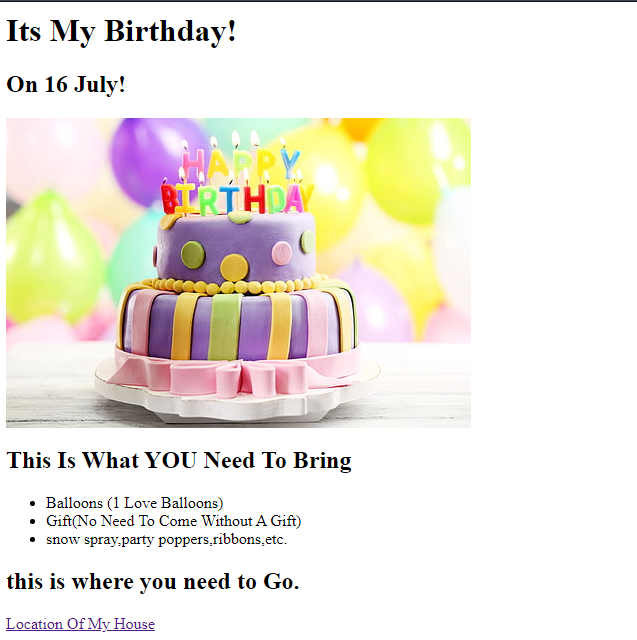 Its My Birthday!
On 16 July!
HAPPY
BIRTHDAY
This Is What YOU Need To Bring
Balloons (1 Love Balloons)
Gift(No Need To Come Without A Gift)
snow spray,party poppers,ribbons,etc.
this is where you need to Go.
Location Of My House